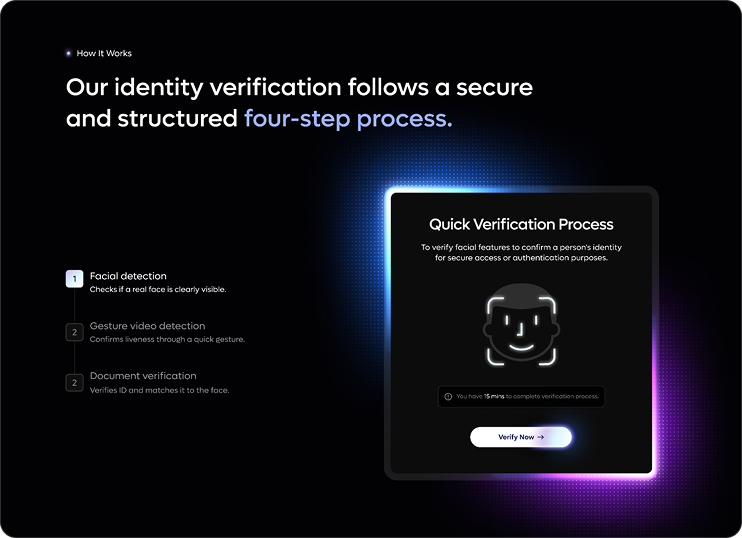 How It Works
Our identity verification follows a secure
and structured four-step process.
1
Facial detection
Checks if a real face is clearly visible.
2
Gesture video detection
Confirms liveness through a quick gesture.
2
Document verification
Verifies ID and matches it to the face.
Quick Verification Process
To verify facial features to confirm a person's identity
for secure access or authentication purposes.
You have 15 mins to complete verification process.
Verify Now →